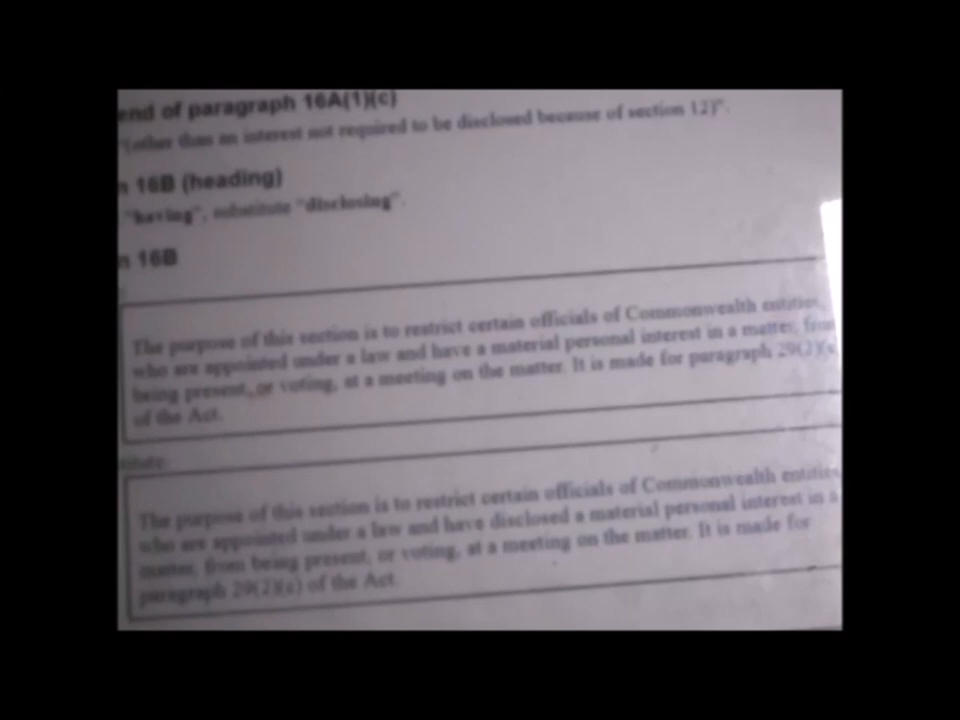 end of paragraph 16A(1)(c)
"(other than an interest not required to be disclosed because of section 12)".
16B (heading)
"having", substitute "disclosing".
16B
The purpose of this section is to restrict certain officials of Commonwealth entities,
who are appointed under a law and have a material personal interest in a matter, from
being present, or voting, at a meeting on the matter. It is made for paragraph 29(2)(c)
of the Act.
The purpose of this section is to restrict certain officials of Commonwealth entities
who are appointed under a law and have disclosed a material personal interest in a
matter, from being present, or voting, at a meeting on the matter. It is made for
paragraph 29(2)(c) of the Act.